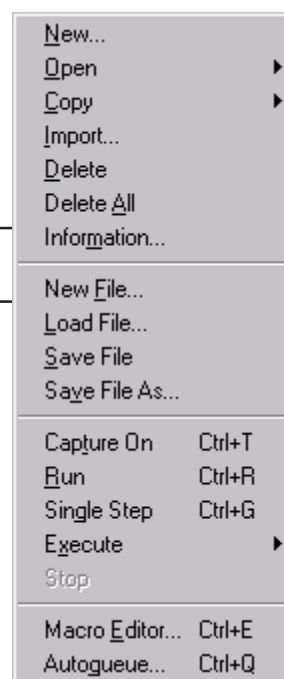 New...
Open
Copy
Import...
Delete
Delete All
Information...
New File...
Load File...
Save File
Save File As...
Capture On Ctrl+T
Run Ctrl+R
Single Step Ctrl+G
Execute
Stop
Macro Editor... Ctrl+E
Autogueue... Ctrl+Q